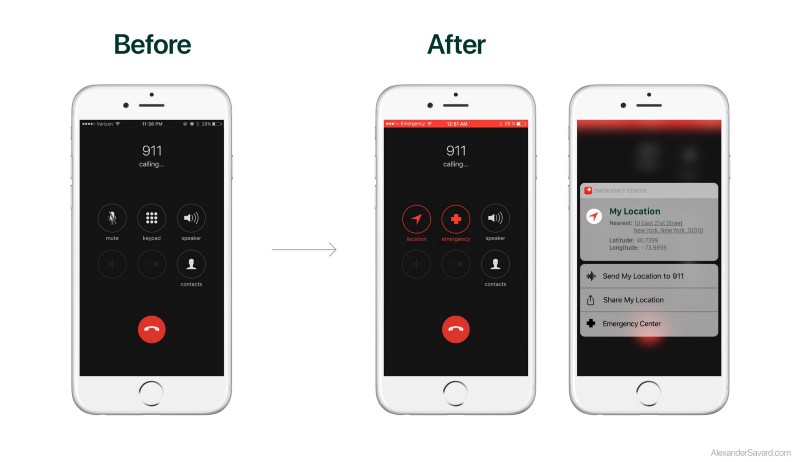 Before
After
●●●●○ Verizon
11:38 PM
28%
911
calling...
mute
keypad
speaker
contacts
●●●●○ Emergency
12:51 AM
58 %
911
calling...
location
emergency
speaker
contacts
EMERGENCY CENTER
My Location
Nearest: 10 East 21st Street
New York, New York, 10010
Latitude: 40.7399
Longitude: -73.9898
Send My Location to 911
Share My Location
Emergency Center
AlexanderSavard.com